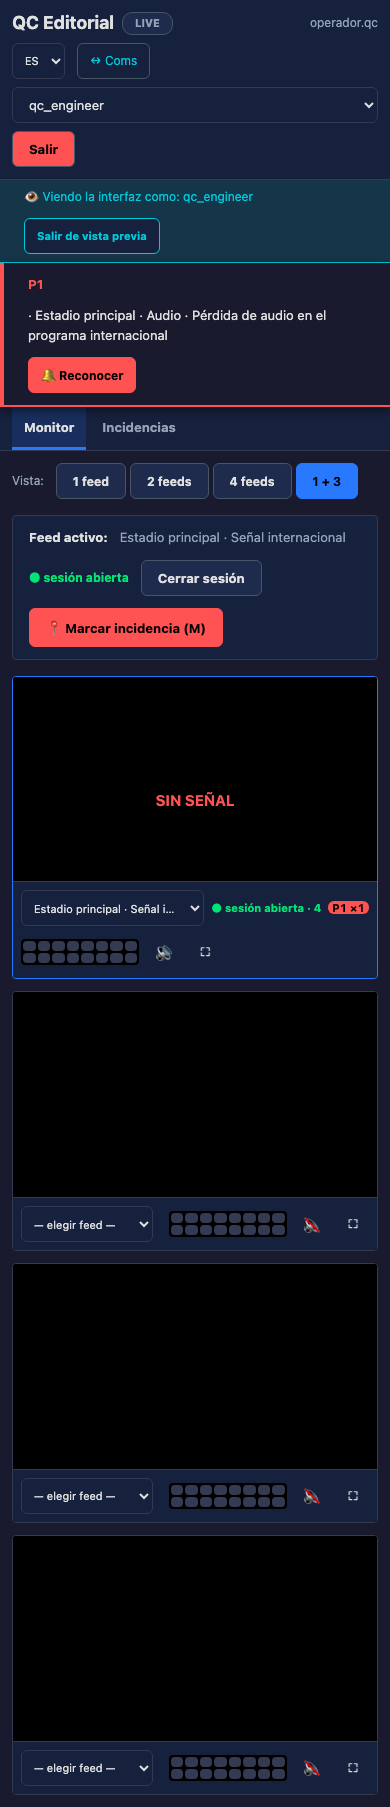 QC Editorial LIVE operador.qc
ES ↔ Coms
qc_engineer
Salir
Viendo la interfaz como: qc_engineer
Salir de vista previa
P1
· Estadio principal · Audio · Pérdida de audio en el
programa internacional
Reconocer
Monitor Incidencias
Vista: 1 feed 2 feeds 4 feeds 1 + 3
Feed activo: Estadio principal · Señal internacional
● sesión abierta Cerrar sesión
Marcar incidencia (M)
SIN SEÑAL
Estadio principal · Señal i... ● sesión abierta · 4 P1 ×1
— elegir feed —
— elegir feed —
— elegir feed —